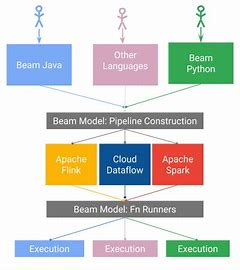 Beam Java
Other
Languages
Beam
Python
Beam Model: Pipeline Construction
Apache
Flink
Cloud
Dataflow
Apache
Spark
Beam Model: Fn Runners
Execution
Execution
Execution